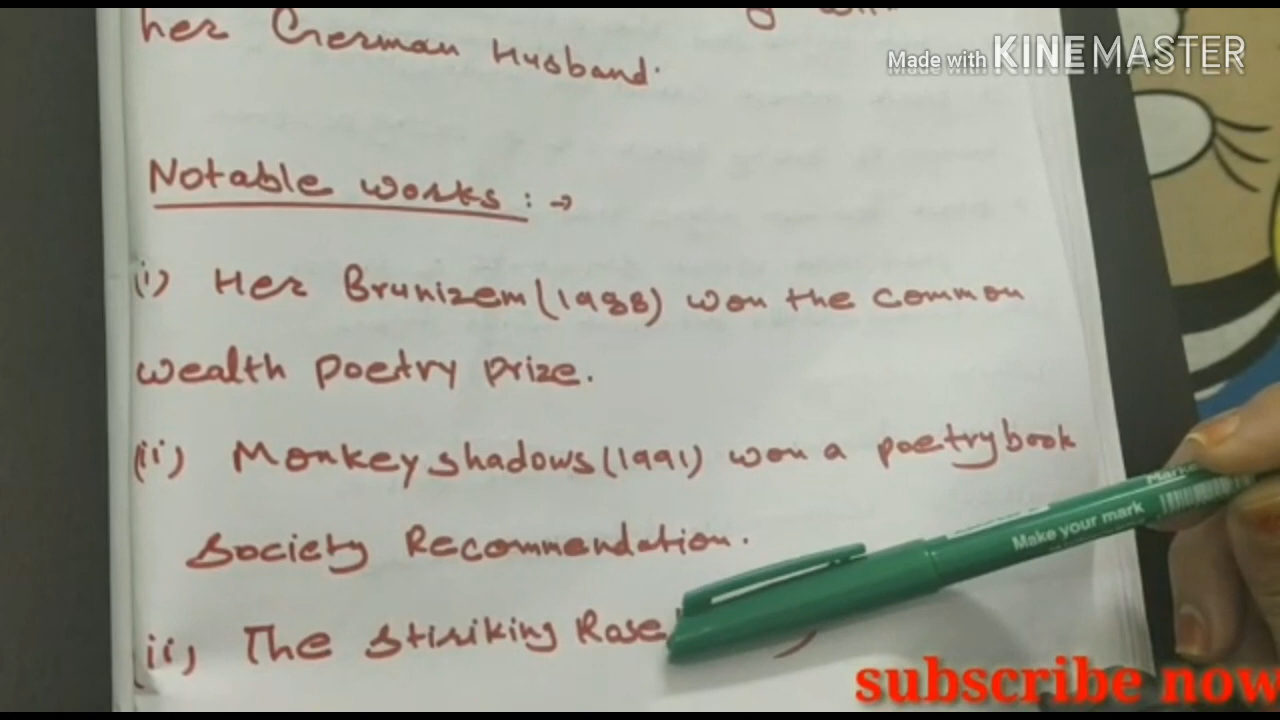 her German Husband.
Made with KINEMASTER
Notable works : →
(i) Her Brunizem (1988) won the common
wealth poetry prize.
(ii) Monkey shadows (1991) won a poetry book
society Recommendation.
Make your mark
ii) The stinking Rose
subscribe now